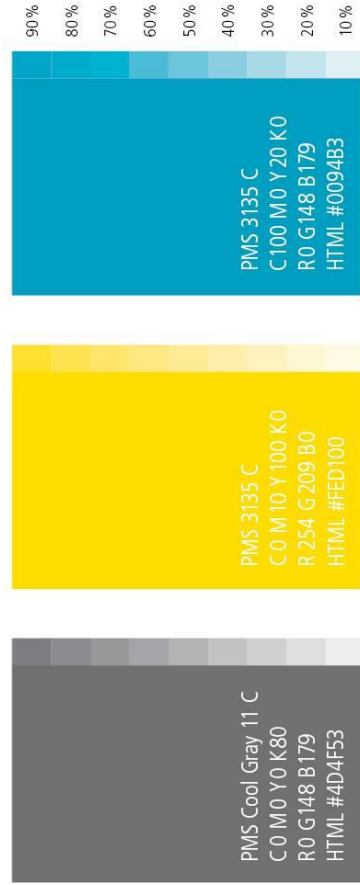 90 %
80 %
70 %
60 %
50 %
40 %
30 %
20 %
10 %
PMS 3135 C
C100 M0 Y20 K0
R0 G148 B179
HTML #0094B3
PMS 3135 C
C0 M10 Y100 K0
R 254 G 209 B0
HTML #FED100
PMS Cool Gray 11 C
C0 M0 Y0 K80
R0 G148 B179
HTML #4D4F53